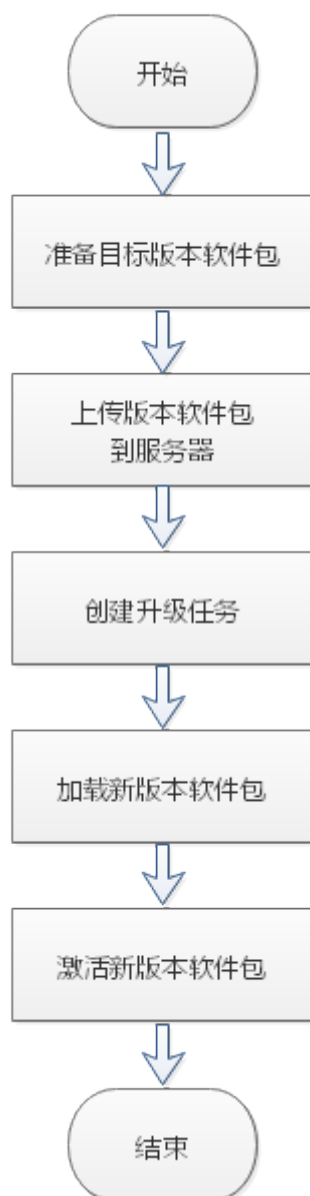 开始
准备目标版本软件包
上传版本软件包
到服务器
创建升级任务
加载新版本软件包
激活新版本软件包
结束